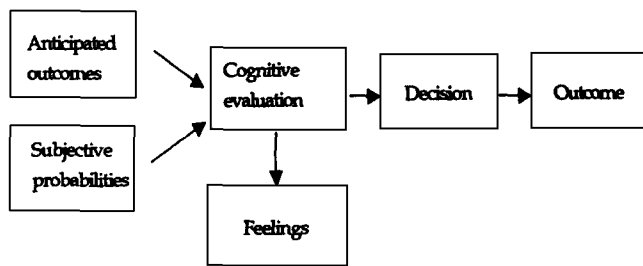 Anticipated
outcomes
Subjective
probabilities
Cognitive
evaluation
Decision
Outcome
Feelings